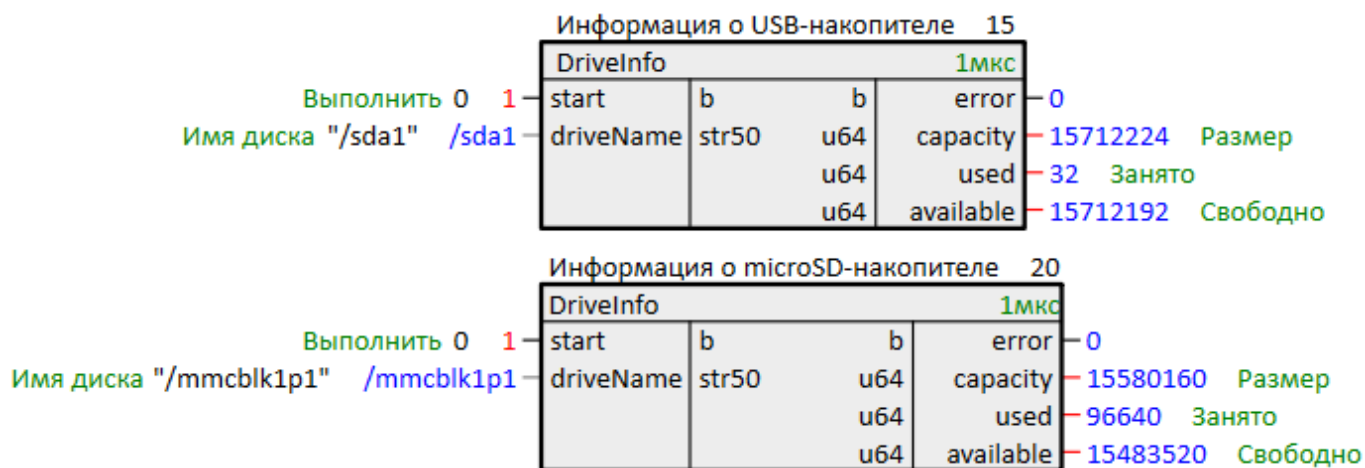 Информация о USB-накопителе 15
DriveInfo 1мкс
Выполнить 0 1 start b b error 0
Имя диска "/sda1" /sda1 driveName str50 u64 capacity 15712224 Размер
u64 used 32 Занято
u64 available 15712192 Свободно
Информация о microSD-накопителе 20
DriveInfo 1мкс
Выполнить 0 1 start b b error 0
Имя диска "/mmcblk1p1" /mmcblk1p1 driveName str50 u64 capacity 15580160 Размер
u64 used 96640 Занято
u64 available 15483520 Свободно